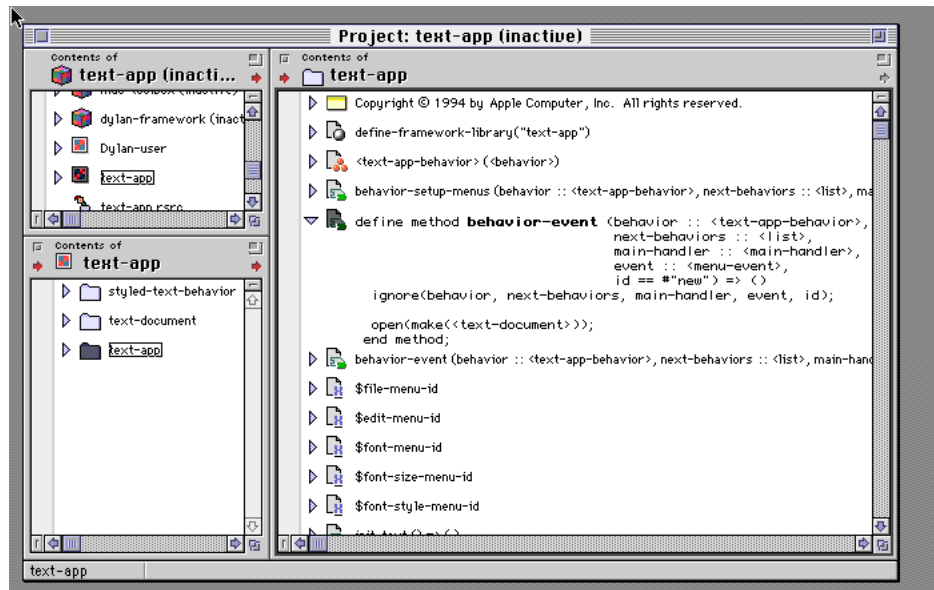 Project: text-app (inactive)
Contents of
text-app (inacti...
dylan-framework (inact
Dylan-user
text-app
text-app.rsrc
Contents of
text-app
styled-text-behavior
text-document
text-app
Contents of
text-app
Copyright © 1994 by Apple Computer, Inc. All rights reserved.
define-framework-library("text-app")
<text-app-behavior> (<behavior>)
behavior-setup-menus (behavior :: <text-app-behavior>, next-behaviors :: <list>, ma
define method behavior-event (behavior :: <text-app-behavior>,
next-behaviors :: <list>,
main-handler :: <main-handler>,
event :: <menu-event>,
id == #"new") => ()
ignore(behavior, next-behaviors, main-handler, event, id);
open(make(<text-document>));
end method;
behavior-event (behavior :: <text-app-behavior>, next-behaviors :: <list>, main-hand
$file-menu-id
$edit-menu-id
$font-menu-id
$font-size-menu-id
$font-style-menu-id
text-app